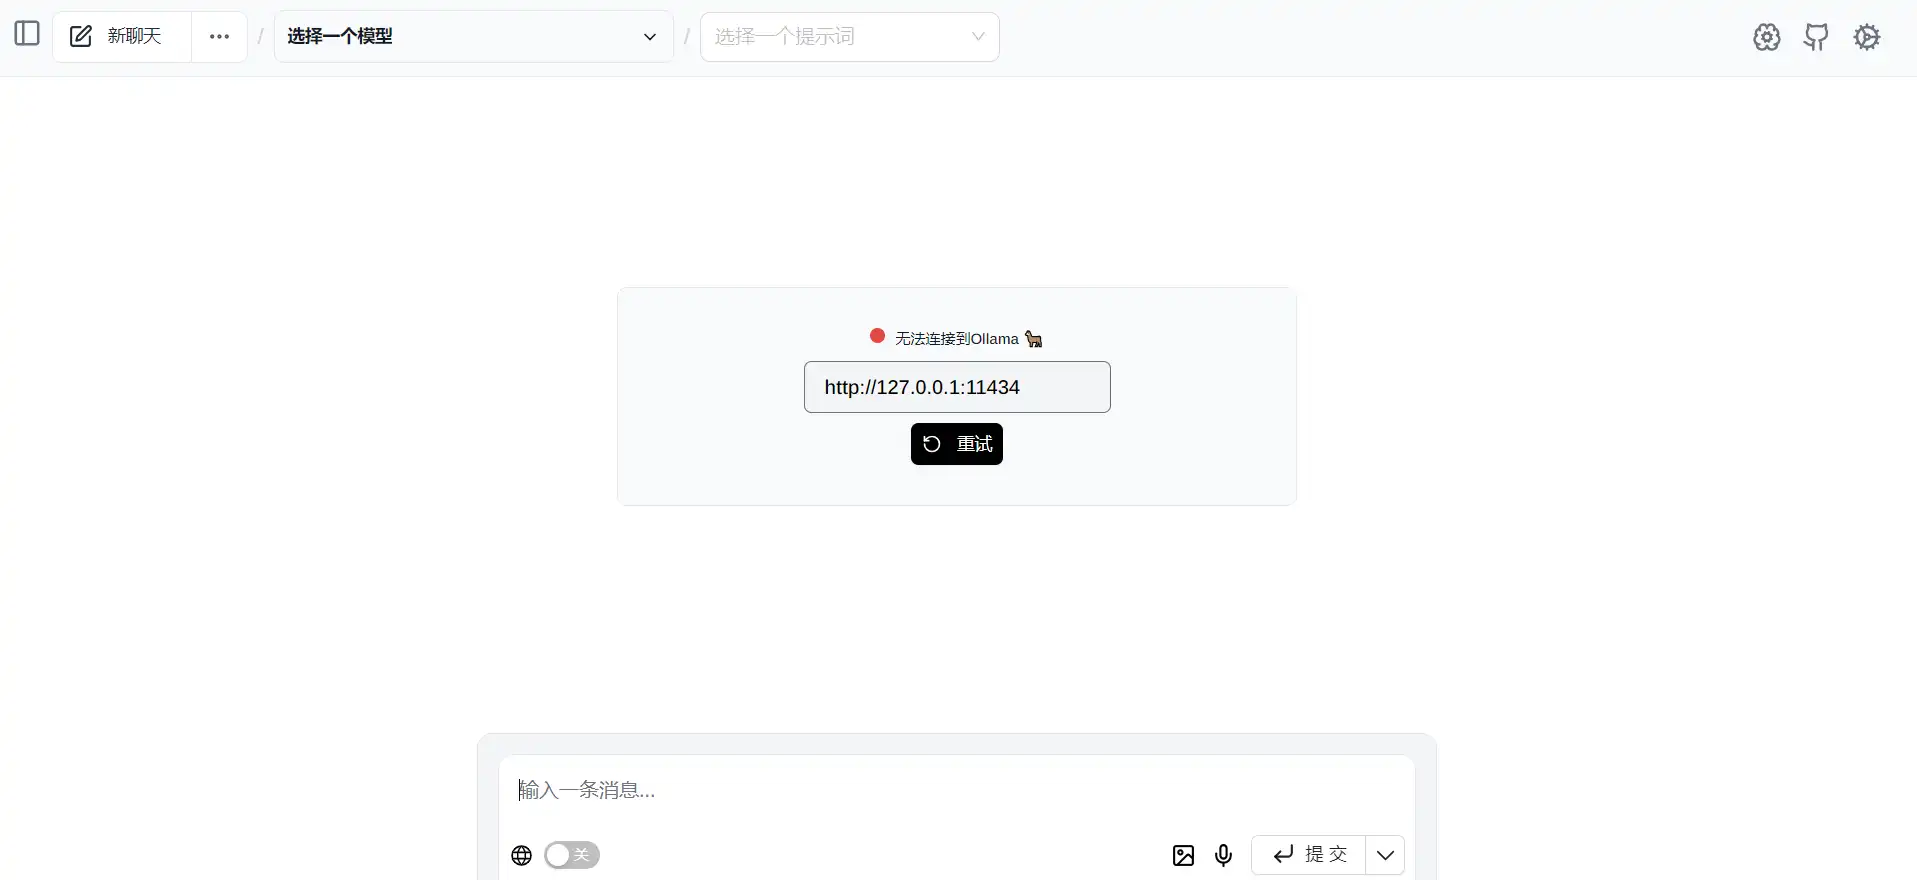 新聊天 ... / 选择一个模型 / 选择一个提示词
无法连接到Ollama 🐐
http://127.0.0.1:11434
重试
输入一条消息...
关
提 交